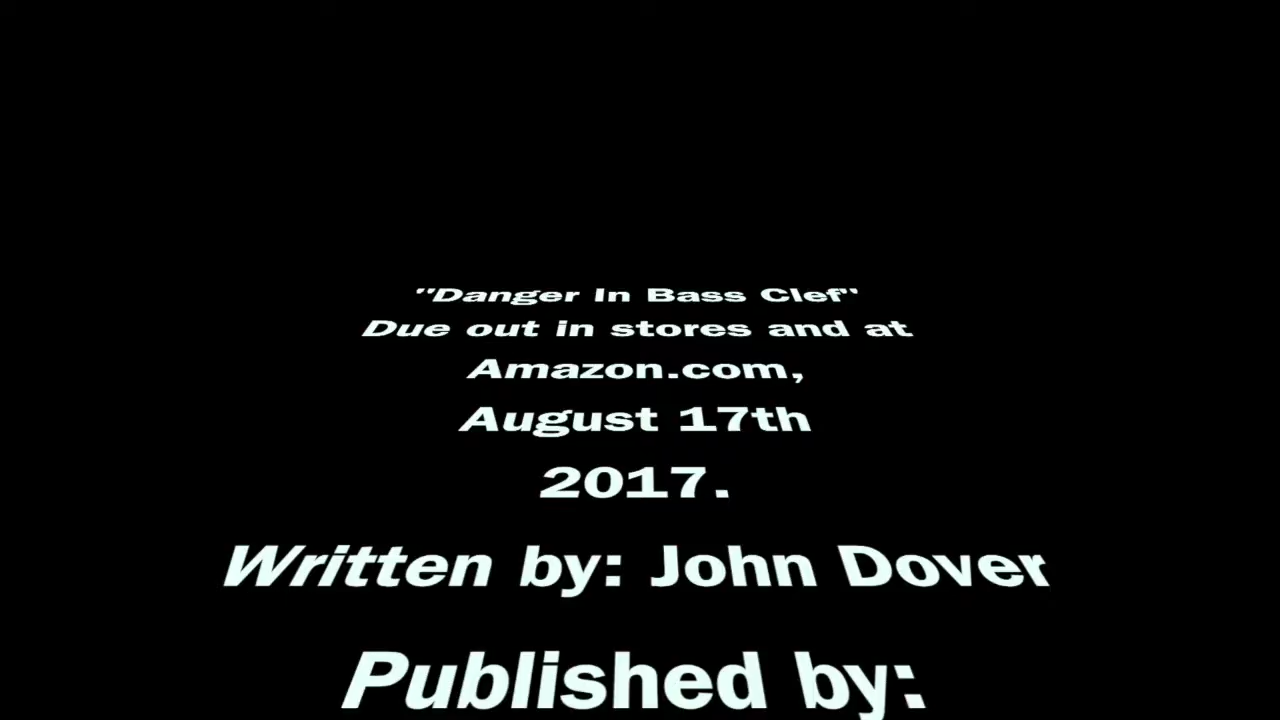 "Danger In Bass Clef"
Due out in stores and at
Amazon.com,
August 17th
2017.
Written by: John Dover
Published by: